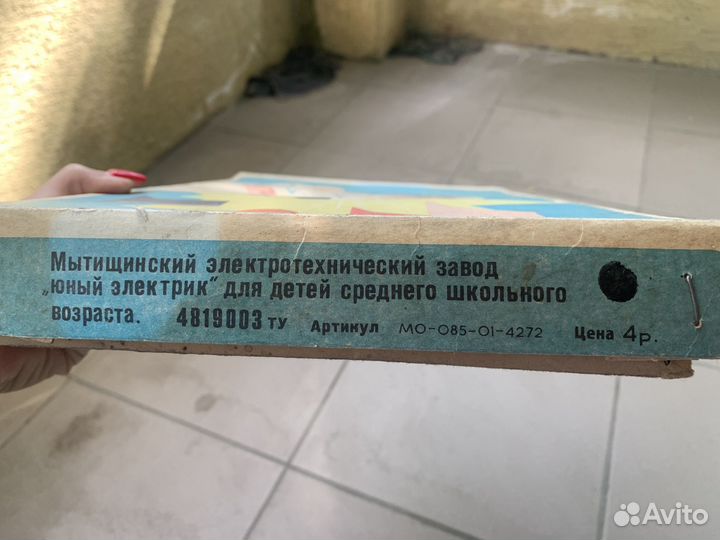 Мытищинский электротехнический завод
„юный электрик“ для детей среднего школьного
возраста. 4819003 ту Артикул МО-085-01-4272 Цена 4р.
Avito